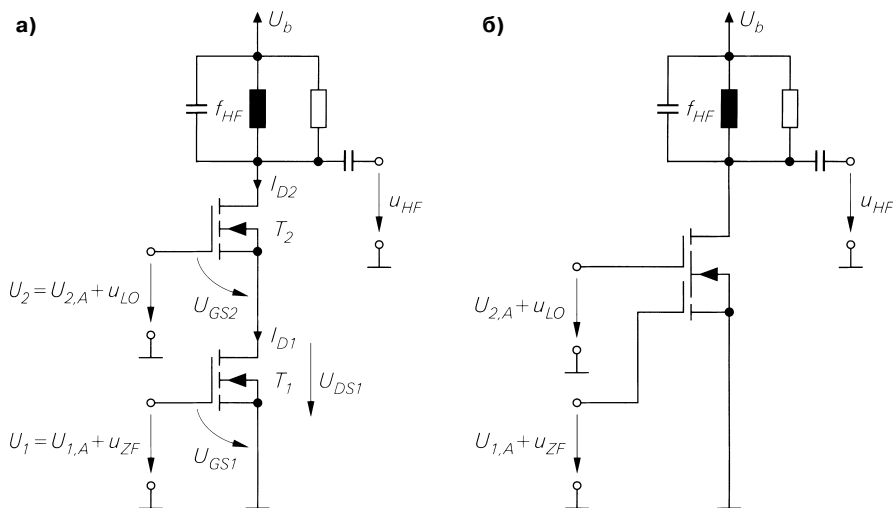 а)
U_b
f_HF
I_D2
u_HF
T_2
U_2 = U_2,A + u_LO
U_GS2
I_D1
T_1
U_DS1
U_1 = U_1,A + u_ZF
U_GS1
б)
U_b
f_HF
u_HF
U_2,A + u_LO
U_1,A + u_ZF